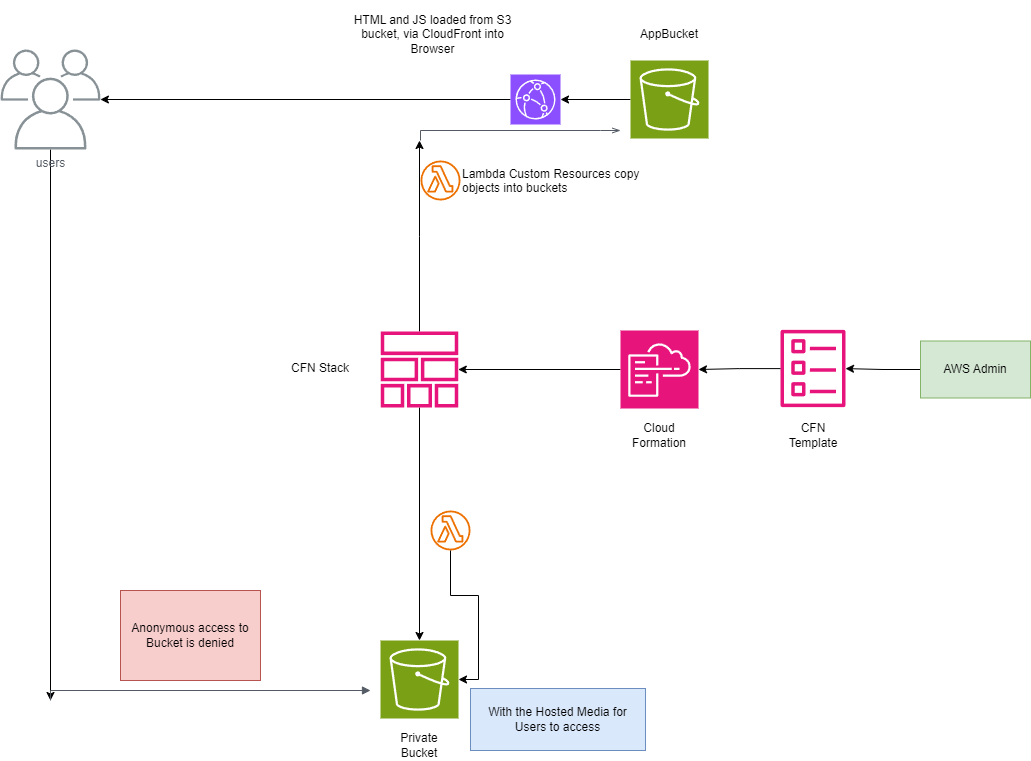 HTML and JS loaded from S3
bucket, via CloudFront into
Browser
AppBucket
users
Lambda Custom Resources copy
objects into buckets
CFN Stack
AWS Admin
Cloud
Formation
CFN
Template
Anonymous access to
Bucket is denied
With the Hosted Media for
Users to access
Private
Bucket